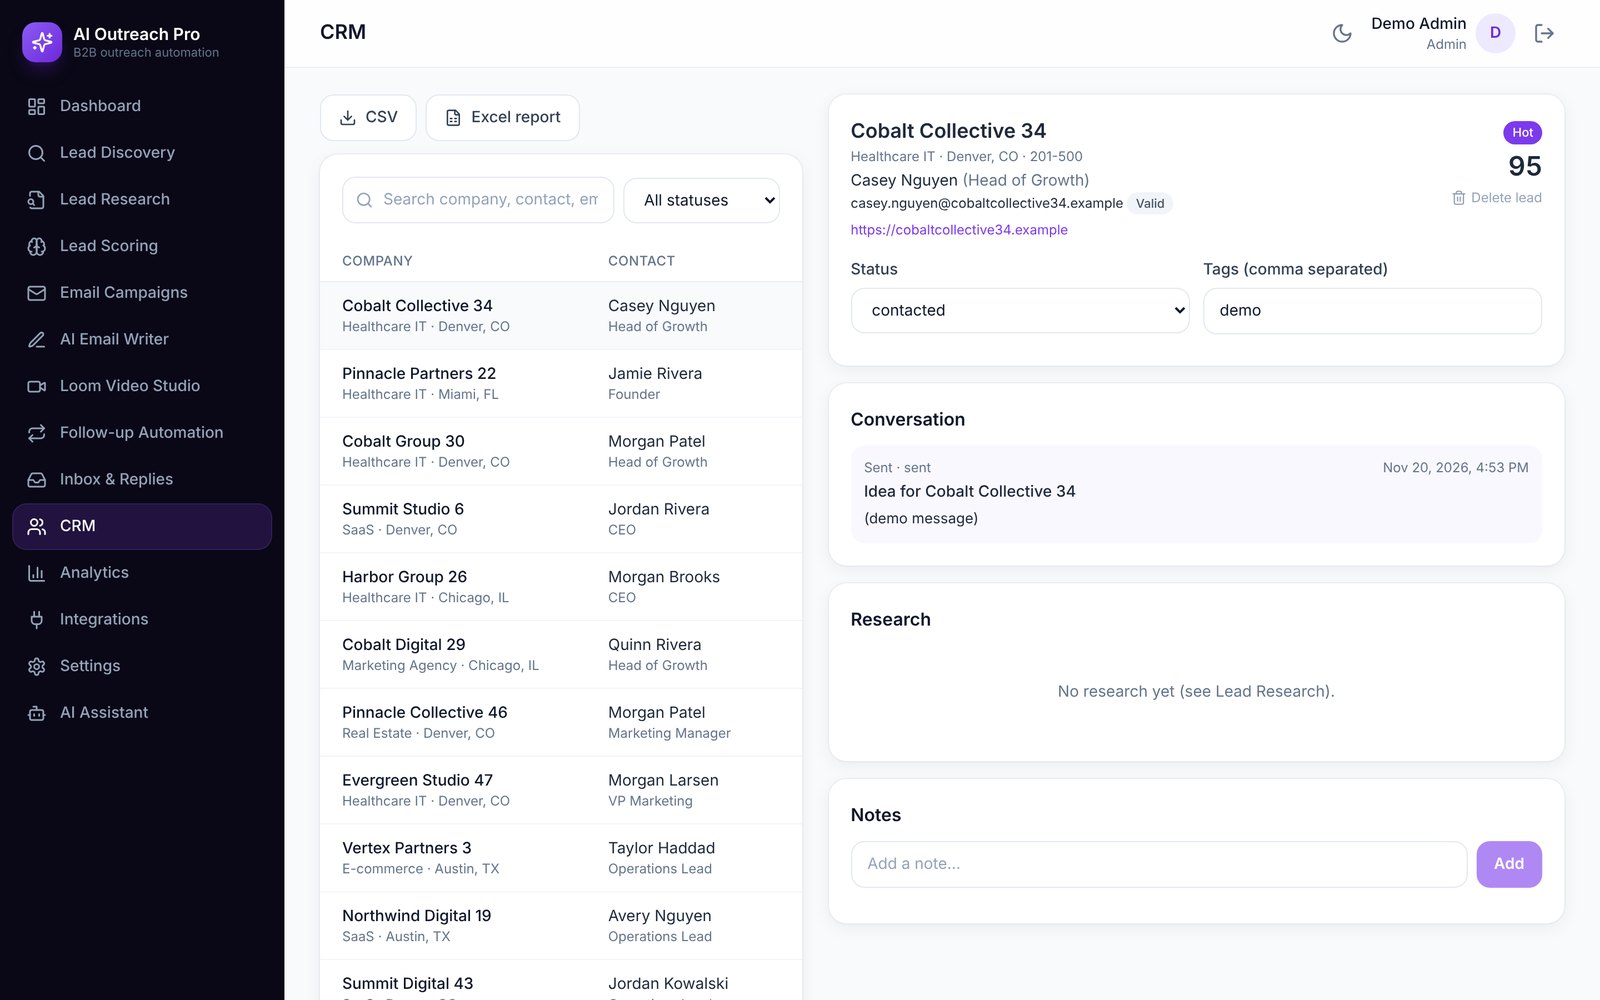 AI Outreach Pro
B2B outreach automation
Dashboard
Lead Discovery
Lead Research
Lead Scoring
Email Campaigns
AI Email Writer
Loom Video Studio
Follow-up Automation
Inbox & Replies
CRM
Analytics
Integrations
Settings
AI Assistant
CRM
Demo Admin
Admin
D
CSV
Excel report
Search company, contact, em
All statuses
COMPANY CONTACT
Cobalt Collective 34 Casey Nguyen
Healthcare IT · Denver, CO Head of Growth
Pinnacle Partners 22 Jamie Rivera
Healthcare IT · Miami, FL Founder
Cobalt Group 30 Morgan Patel
Healthcare IT · Denver, CO Head of Growth
Summit Studio 6 Jordan Rivera
SaaS · Denver, CO CEO
Harbor Group 26 Morgan Brooks
Healthcare IT · Chicago, IL CEO
Cobalt Digital 29 Quinn Rivera
Marketing Agency · Chicago, IL Head of Growth
Pinnacle Collective 46 Morgan Patel
Real Estate · Denver, CO Marketing Manager
Evergreen Studio 47 Morgan Larsen
Healthcare IT · Denver, CO VP Marketing
Vertex Partners 3 Taylor Haddad
E-commerce · Austin, TX Operations Lead
Northwind Digital 19 Avery Nguyen
SaaS · Austin, TX Operations Lead
Summit Digital 43 Jordan Kowalski
Cobalt Collective 34
Hot
Healthcare IT · Denver, CO · 201-500
95
Casey Nguyen (Head of Growth)
Delete lead
casey.nguyen@cobaltcollective34.example Valid
https://cobaltcollective34.example
Status Tags (comma separated)
contacted demo
Conversation
Sent · sent Nov 20, 2026, 4:53 PM
Idea for Cobalt Collective 34
(demo message)
Research
No research yet (see Lead Research).
Notes
Add a note...
Add